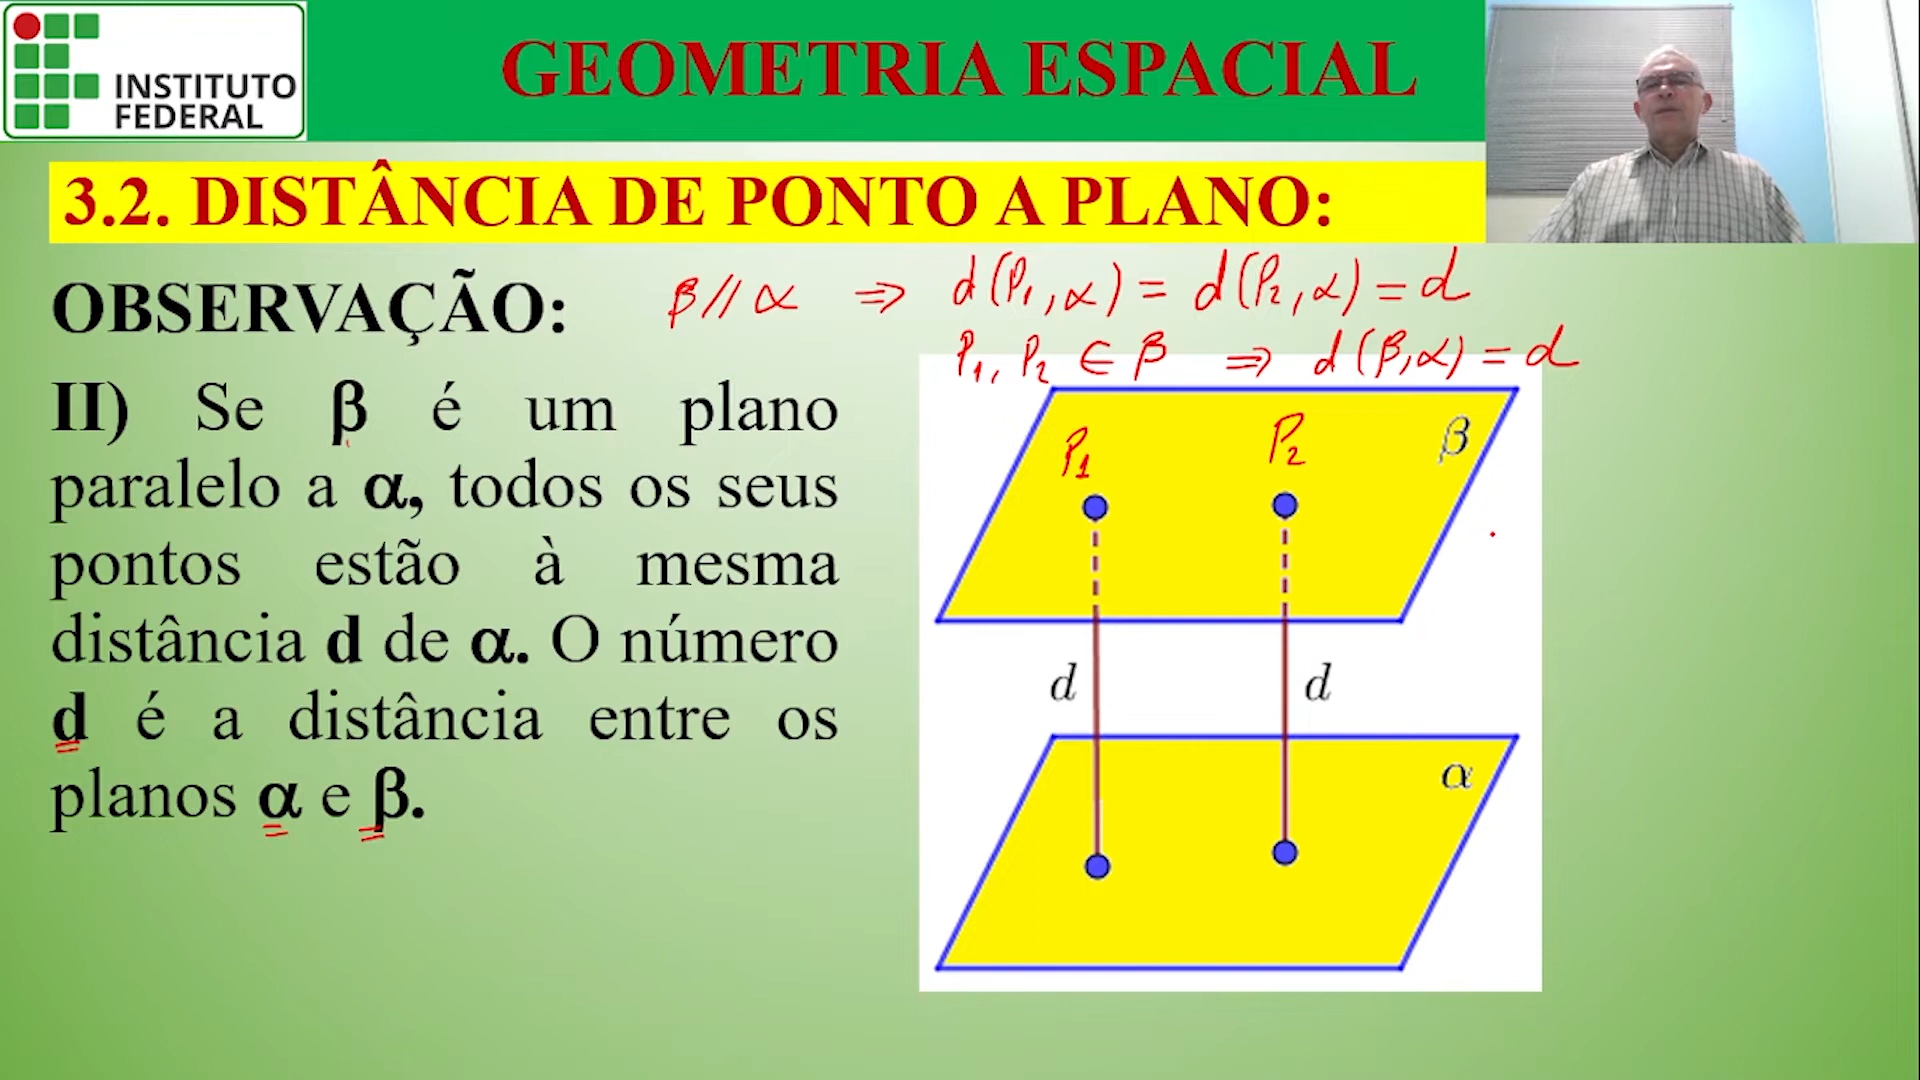 INSTITUTO
FEDERAL
GEOMETRIA ESPACIAL
3.2. DISTÂNCIA DE PONTO A PLANO:
OBSERVAÇÃO:
β // α ⇒ d(P₁, α) = d(P₂, α) = d
P₁, P₂ ∈ β ⇒ d(β, α) = d
II) Se β é um plano
paralelo a α, todos os seus
pontos estão à mesma
distância d de α. O número
d é a distância entre os
planos α e β.
P₁ P₂ β
d d
α